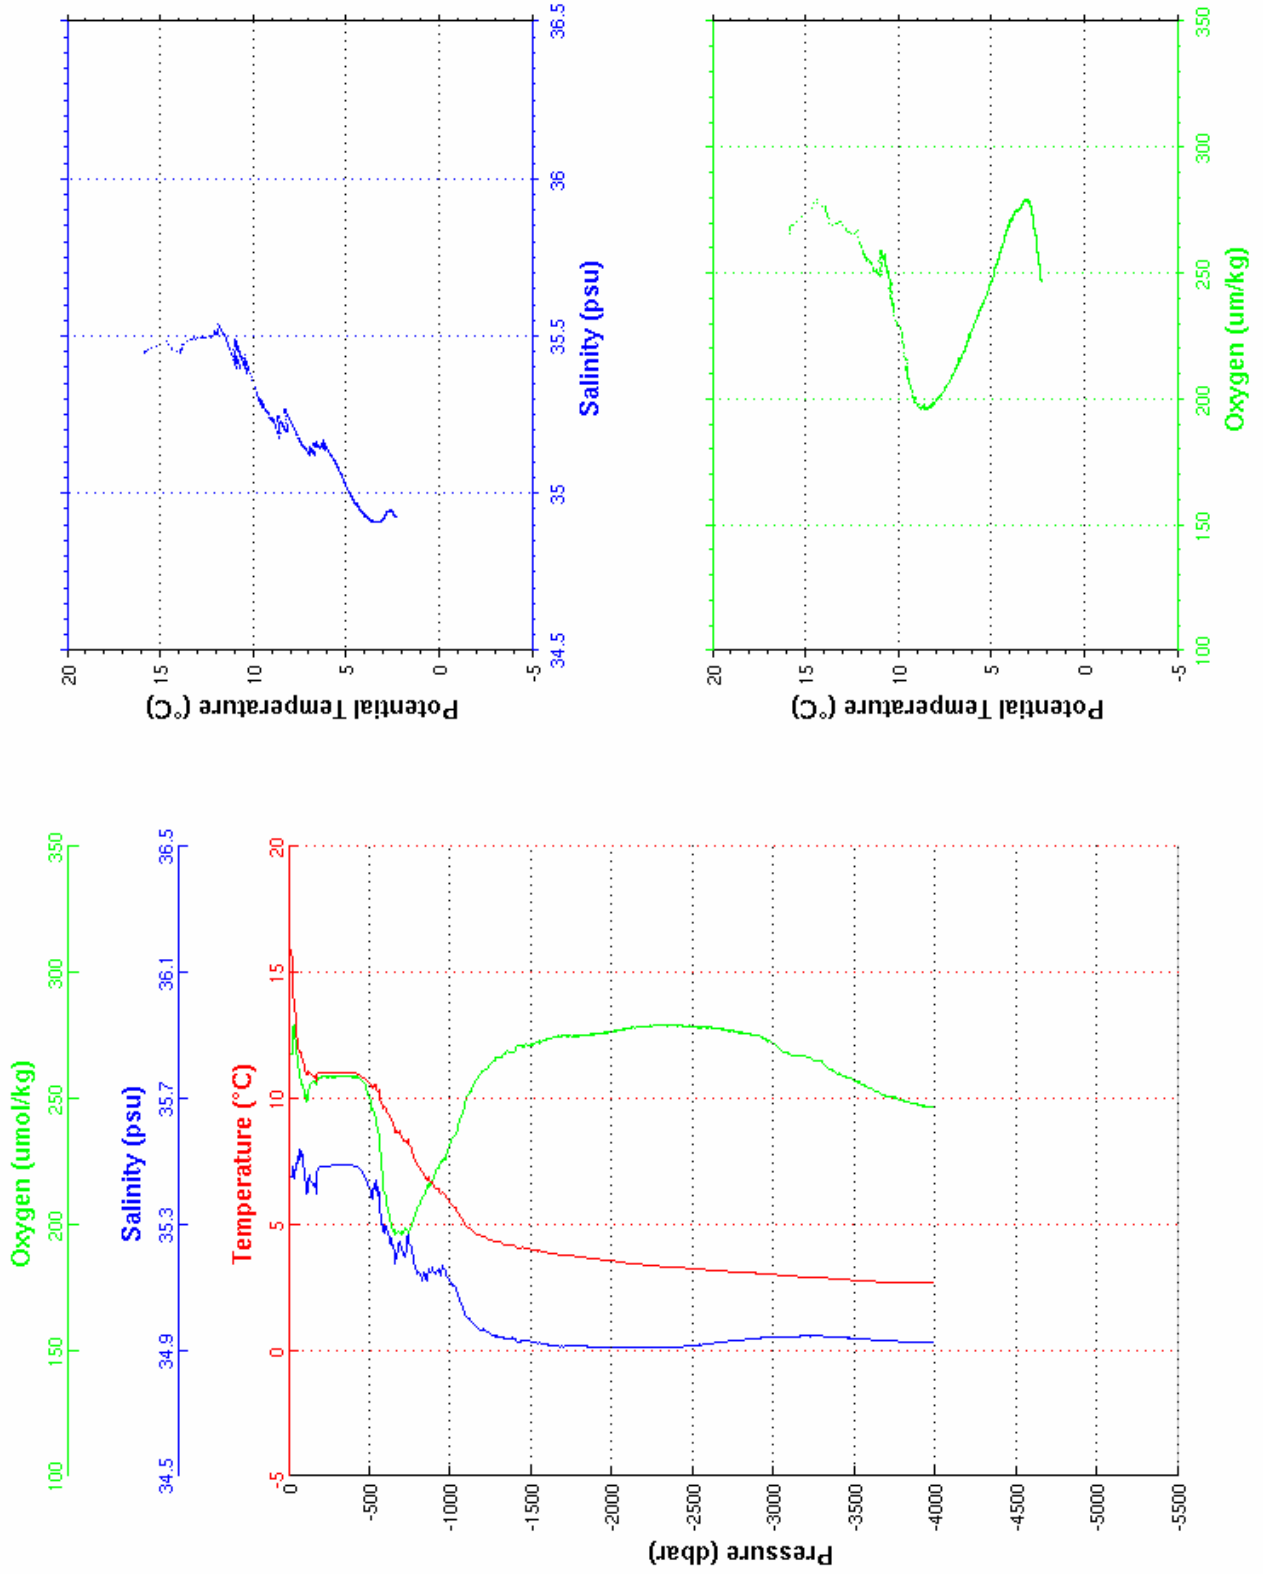 Oxygen (umol/kg)
100 150 200 250 300 350
Salinity (psu)
34.5 34.9 35.3 35.7 36.1 36.5
Temperature (°C)
-5 0 5 10 15 20
0
-500
-1000
-1500
-2000
-2500
-3000
-3500
-4000
-4500
-5000
-5500
Pressure (dbar)
20
15
10
5
0
-5
Potential Temperature (°C)
34.5 35 35.5 36 36.5
Salinity (psu)
20
15
10
5
0
-5
Potential Temperature (°C)
100 150 200 250 300 350
Oxygen (um/kg)